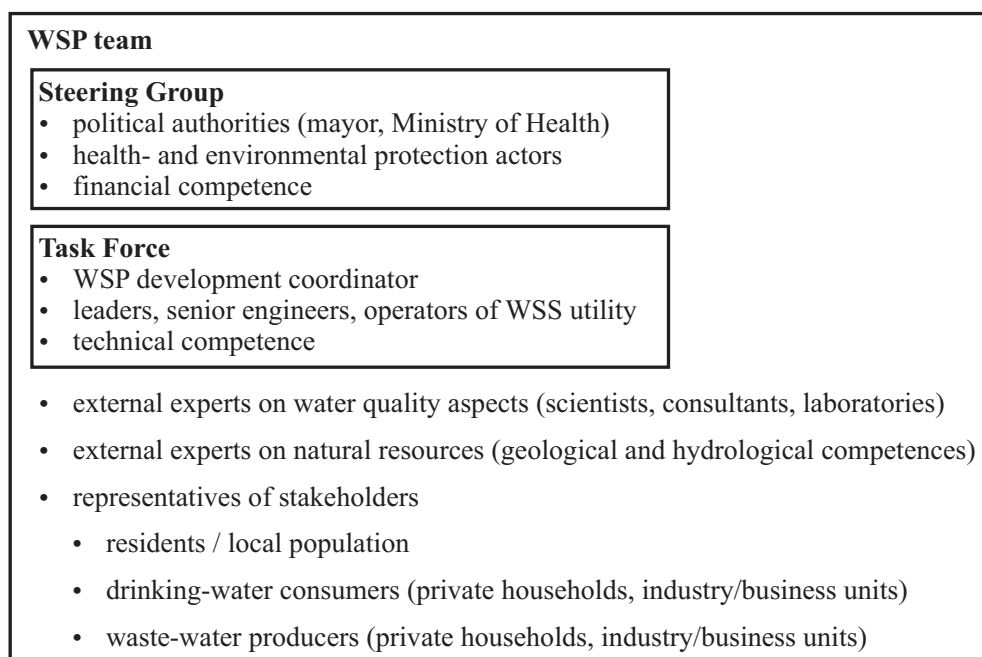 WSP team
Steering Group
• political authorities (mayor, Ministry of Health)
• health- and environmental protection actors
• financial competence
Task Force
• WSP development coordinator
• leaders, senior engineers, operators of WSS utility
• technical competence
• external experts on water quality aspects (scientists, consultants, laboratories)
• external experts on natural resources (geological and hydrological competences)
• representatives of stakeholders
• residents / local population
• drinking-water consumers (private households, industry/business units)
• waste-water producers (private households, industry/business units)